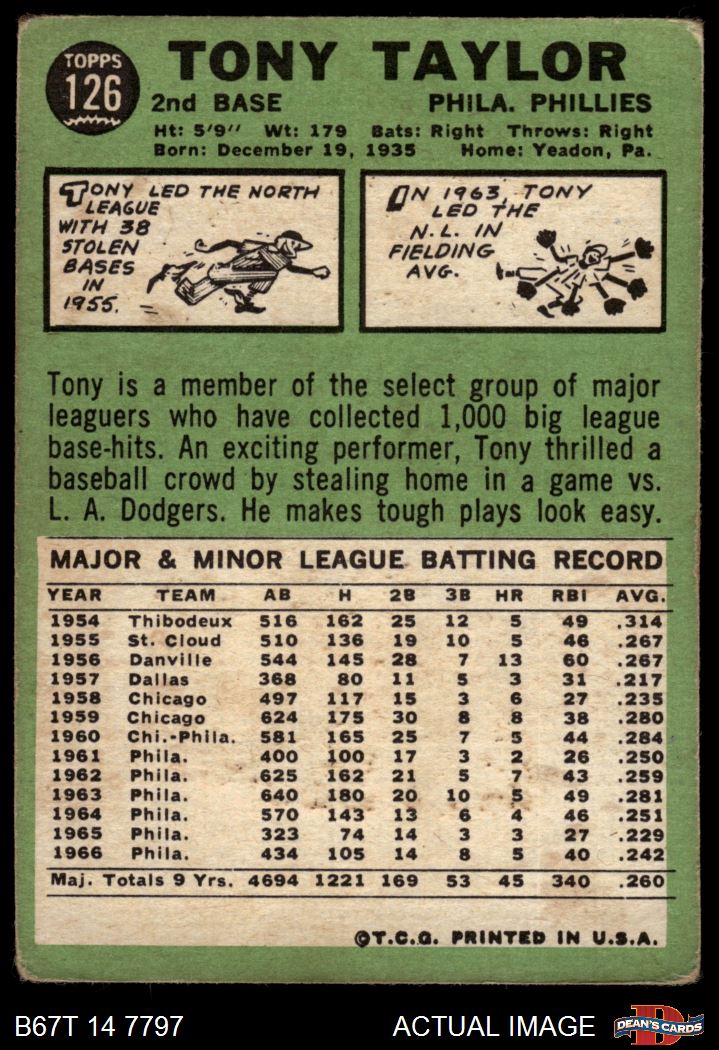 TOPPS
126
TONY TAYLOR
2nd BASE PHILA. PHILLIES
Ht: 5'9" Wt: 179 Bats: Right Throws: Right
Born: December 19, 1935 Home: Yeadon, Pa.
TONY LED THE NORTH
LEAGUE
WITH 38
STOLEN
BASES
IN
1955.
IN 1963, TONY
LED THE
N.L. IN
FIELDING
AVG.
Tony is a member of the select group of major
leaguers who have collected 1,000 big league
base-hits. An exciting performer, Tony thrilled a
baseball crowd by stealing home in a game vs.
L. A. Dodgers. He makes tough plays look easy.
MAJOR & MINOR LEAGUE BATTING RECORD
YEAR TEAM AB H 2B 3B HR RBI AVG.
1954 Thibodeux 516 162 25 12 5 49 .314
1955 St. Cloud 510 136 19 10 5 46 .267
1956 Danville 544 145 28 7 13 60 .267
1957 Dallas 368 80 11 5 3 31 .217
1958 Chicago 497 117 15 3 6 27 .235
1959 Chicago 624 175 30 8 8 38 .280
1960 Chi.-Phila. 581 165 25 7 5 44 .284
1961 Phila. 400 100 17 3 2 26 .250
1962 Phila. 625 162 21 5 7 43 .259
1963 Phila. 640 180 20 10 5 49 .281
1964 Phila. 570 143 13 6 4 46 .251
1965 Phila. 323 74 14 3 3 27 .229
1966 Phila. 434 105 14 8 5 40 .242
Maj. Totals 9 Yrs. 4694 1221 169 53 45 340 .260
©T.C.G. PRINTED IN U.S.A.
B67T 14 7797 ACTUAL IMAGE
D
DEAN'S CARDS